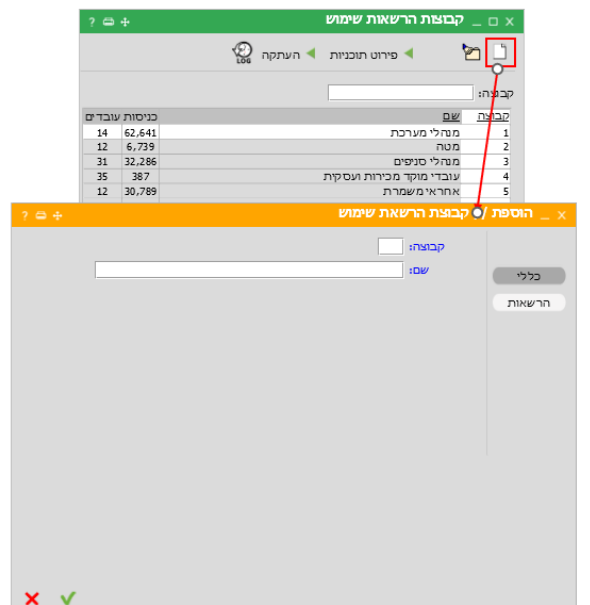 קבוצות הרשאות שימוש
פירוט תוכניות העתקה LOG
קבוצה:
קבוצה שם כניסות עובדים
1 מנהלי מערכת 62,641 14
2 מטה 6,739 12
3 מנהלי סניפים 32,286 31
4 עובדי מוקד מכירות ועסקית 387 35
5 אחראי משמרת 30,789 12
הוספת / קבוצת הרשאת שימוש
קבוצה:
שם:
כללי
הרשאות